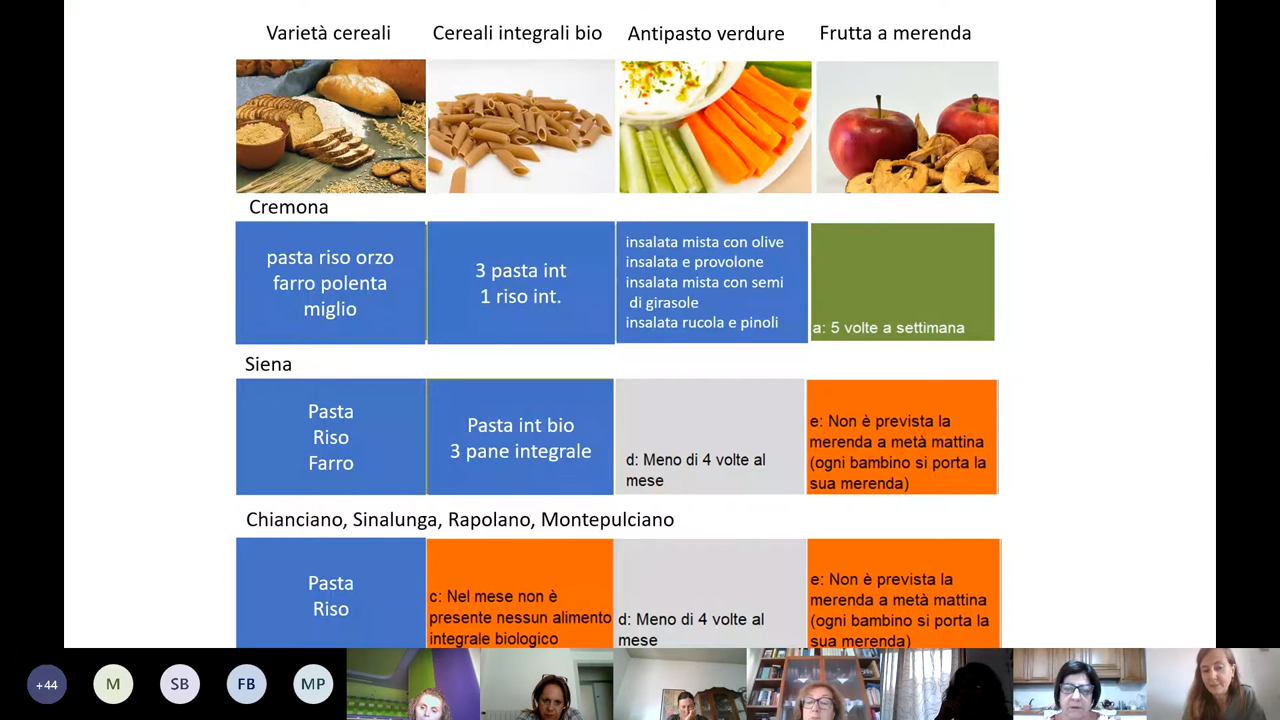 Varietà cereali
Cereali integrali bio
Antipasto verdure
Frutta a merenda
Cremona
pasta riso orzo
farro polenta
miglio
3 pasta int
1 riso int.
insalata mista con olive
insalata e provolone
insalata mista con semi
di girasole
insalata rucola e pinoli
a: 5 volte a settimana
Siena
Pasta
Riso
Farro
Pasta int bio
3 pane integrale
d: Meno di 4 volte al
mese
e: Non è prevista la
merenda a metà mattina
(ogni bambino si porta la
sua merenda)
Chianciano, Sinalunga, Rapolano, Montepulciano
Pasta
Riso
c: Nel mese non è
presente nessun alimento
integrale biologico
d: Meno di 4 volte al
mese
e: Non è prevista la
merenda a metà mattina
(ogni bambino si porta la
sua merenda)
+44
M
SB
FB
MP